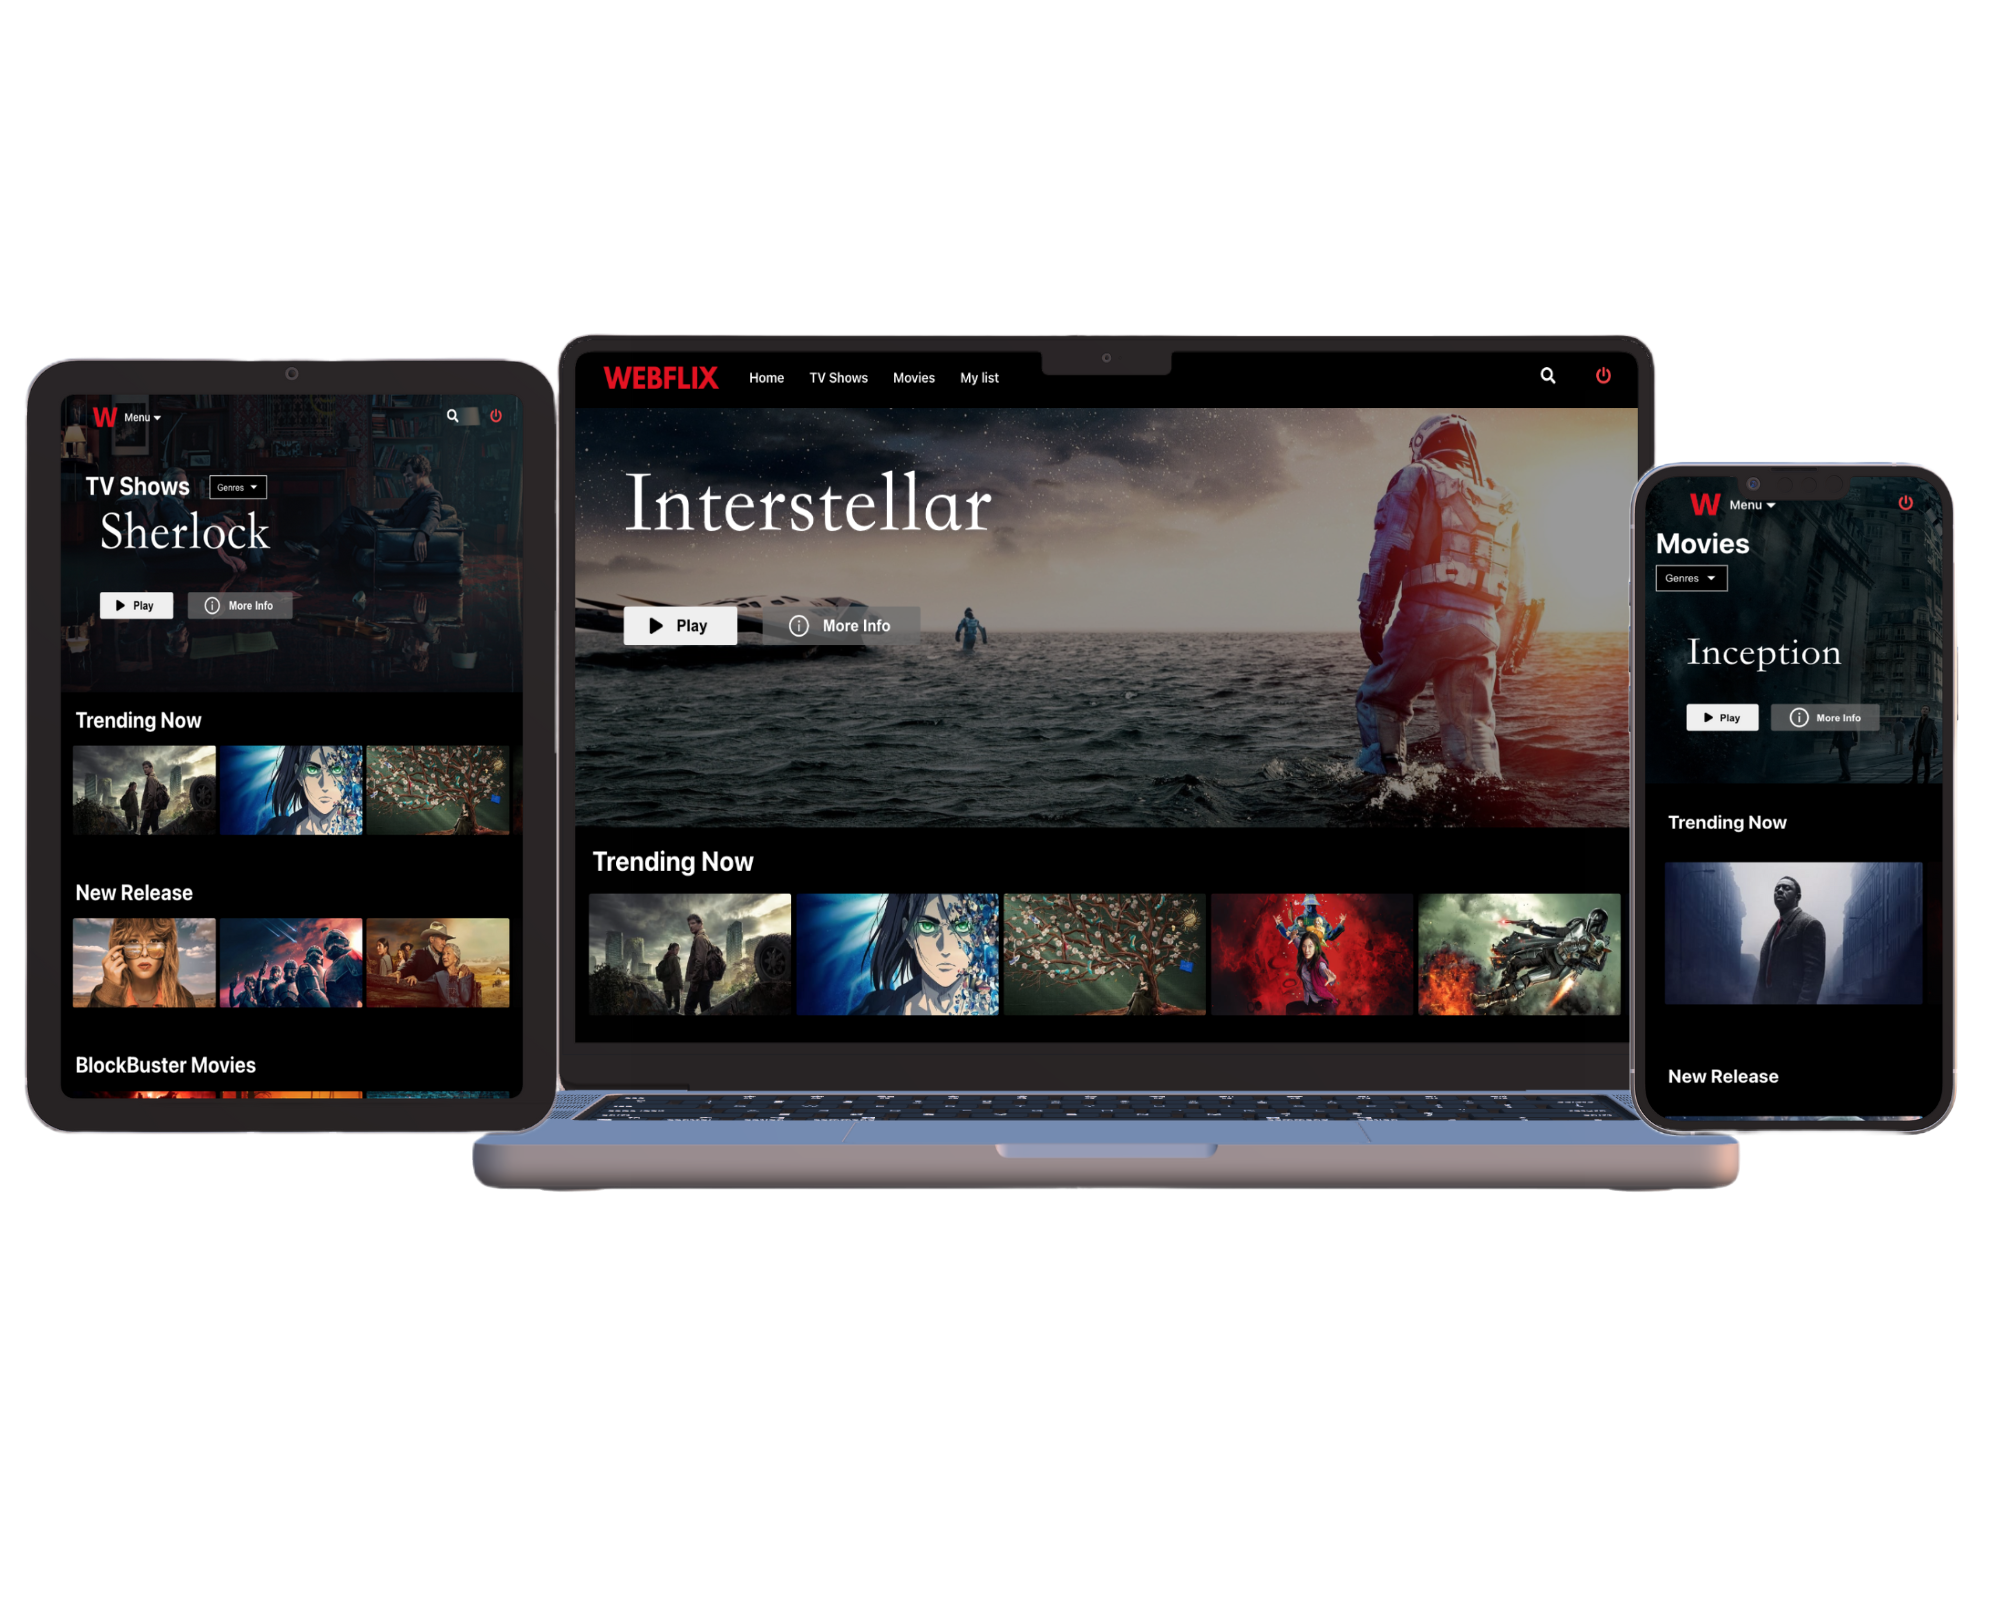 W Menu
TV Shows Genres
Sherlock
Play More Info
Trending Now
New Release
BlockBuster Movies
WEBFLIX Home TV Shows Movies My list
Interstellar
Play More Info
Trending Now
W Menu
Movies
Genres
Inception
Play More Info
Trending Now
New Release